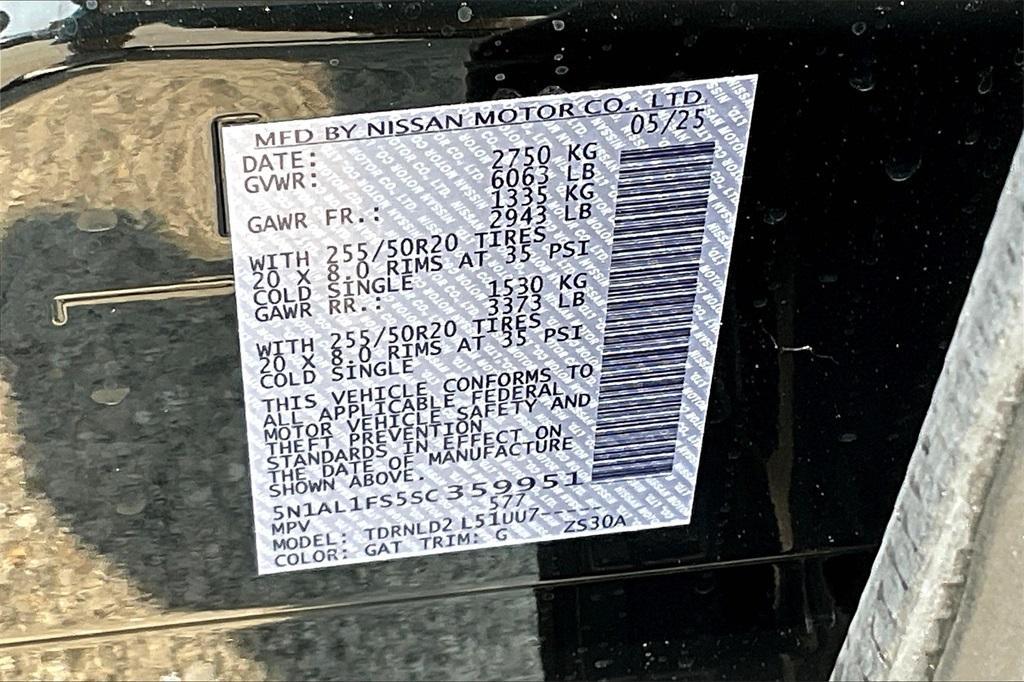 MFD BY NISSAN MOTOR CO., LTD.
DATE: 05/25
GVWR: 2750 KG
6063 LB
GAWR FR.: 1335 KG
2943 LB
WITH 255/50R20 TIRES
20 X 8.0 RIMS AT 35 PSI
COLD SINGLE
GAWR RR.: 1530 KG
3373 LB
WITH 255/50R20 TIRES
20 X 8.0 RIMS AT 35 PSI
COLD SINGLE
THIS VEHICLE CONFORMS TO
ALL APPLICABLE FEDERAL
MOTOR VEHICLE SAFETY AND
THEFT PREVENTION
STANDARDS IN EFFECT ON
THE DATE OF MANUFACTURE
SHOWN ABOVE.
5N1AL1FS5SC359951
MPV 577
MODEL: TDRNLD2 L51UU7-----
COLOR: GAT TRIM: G ZS30A